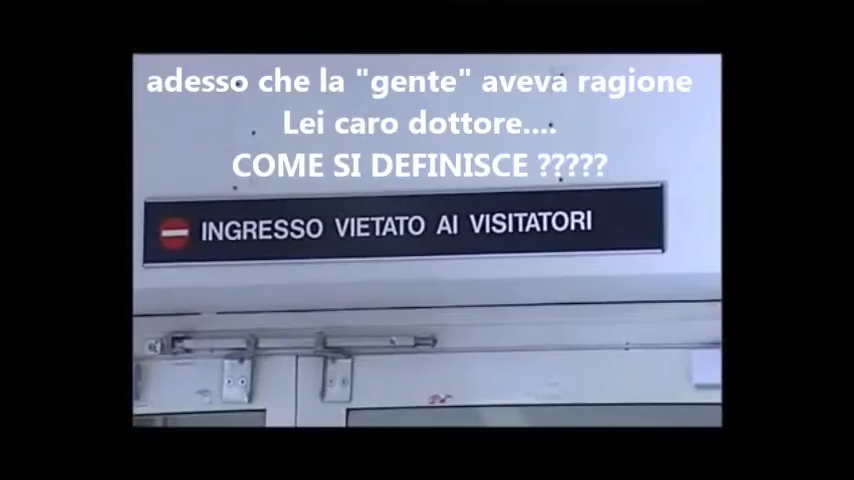 adesso che la "gente" aveva ragione
Lei caro dottore....
COME SI DEFINISCE ?????
INGRESSO VIETATO AI VISITATORI